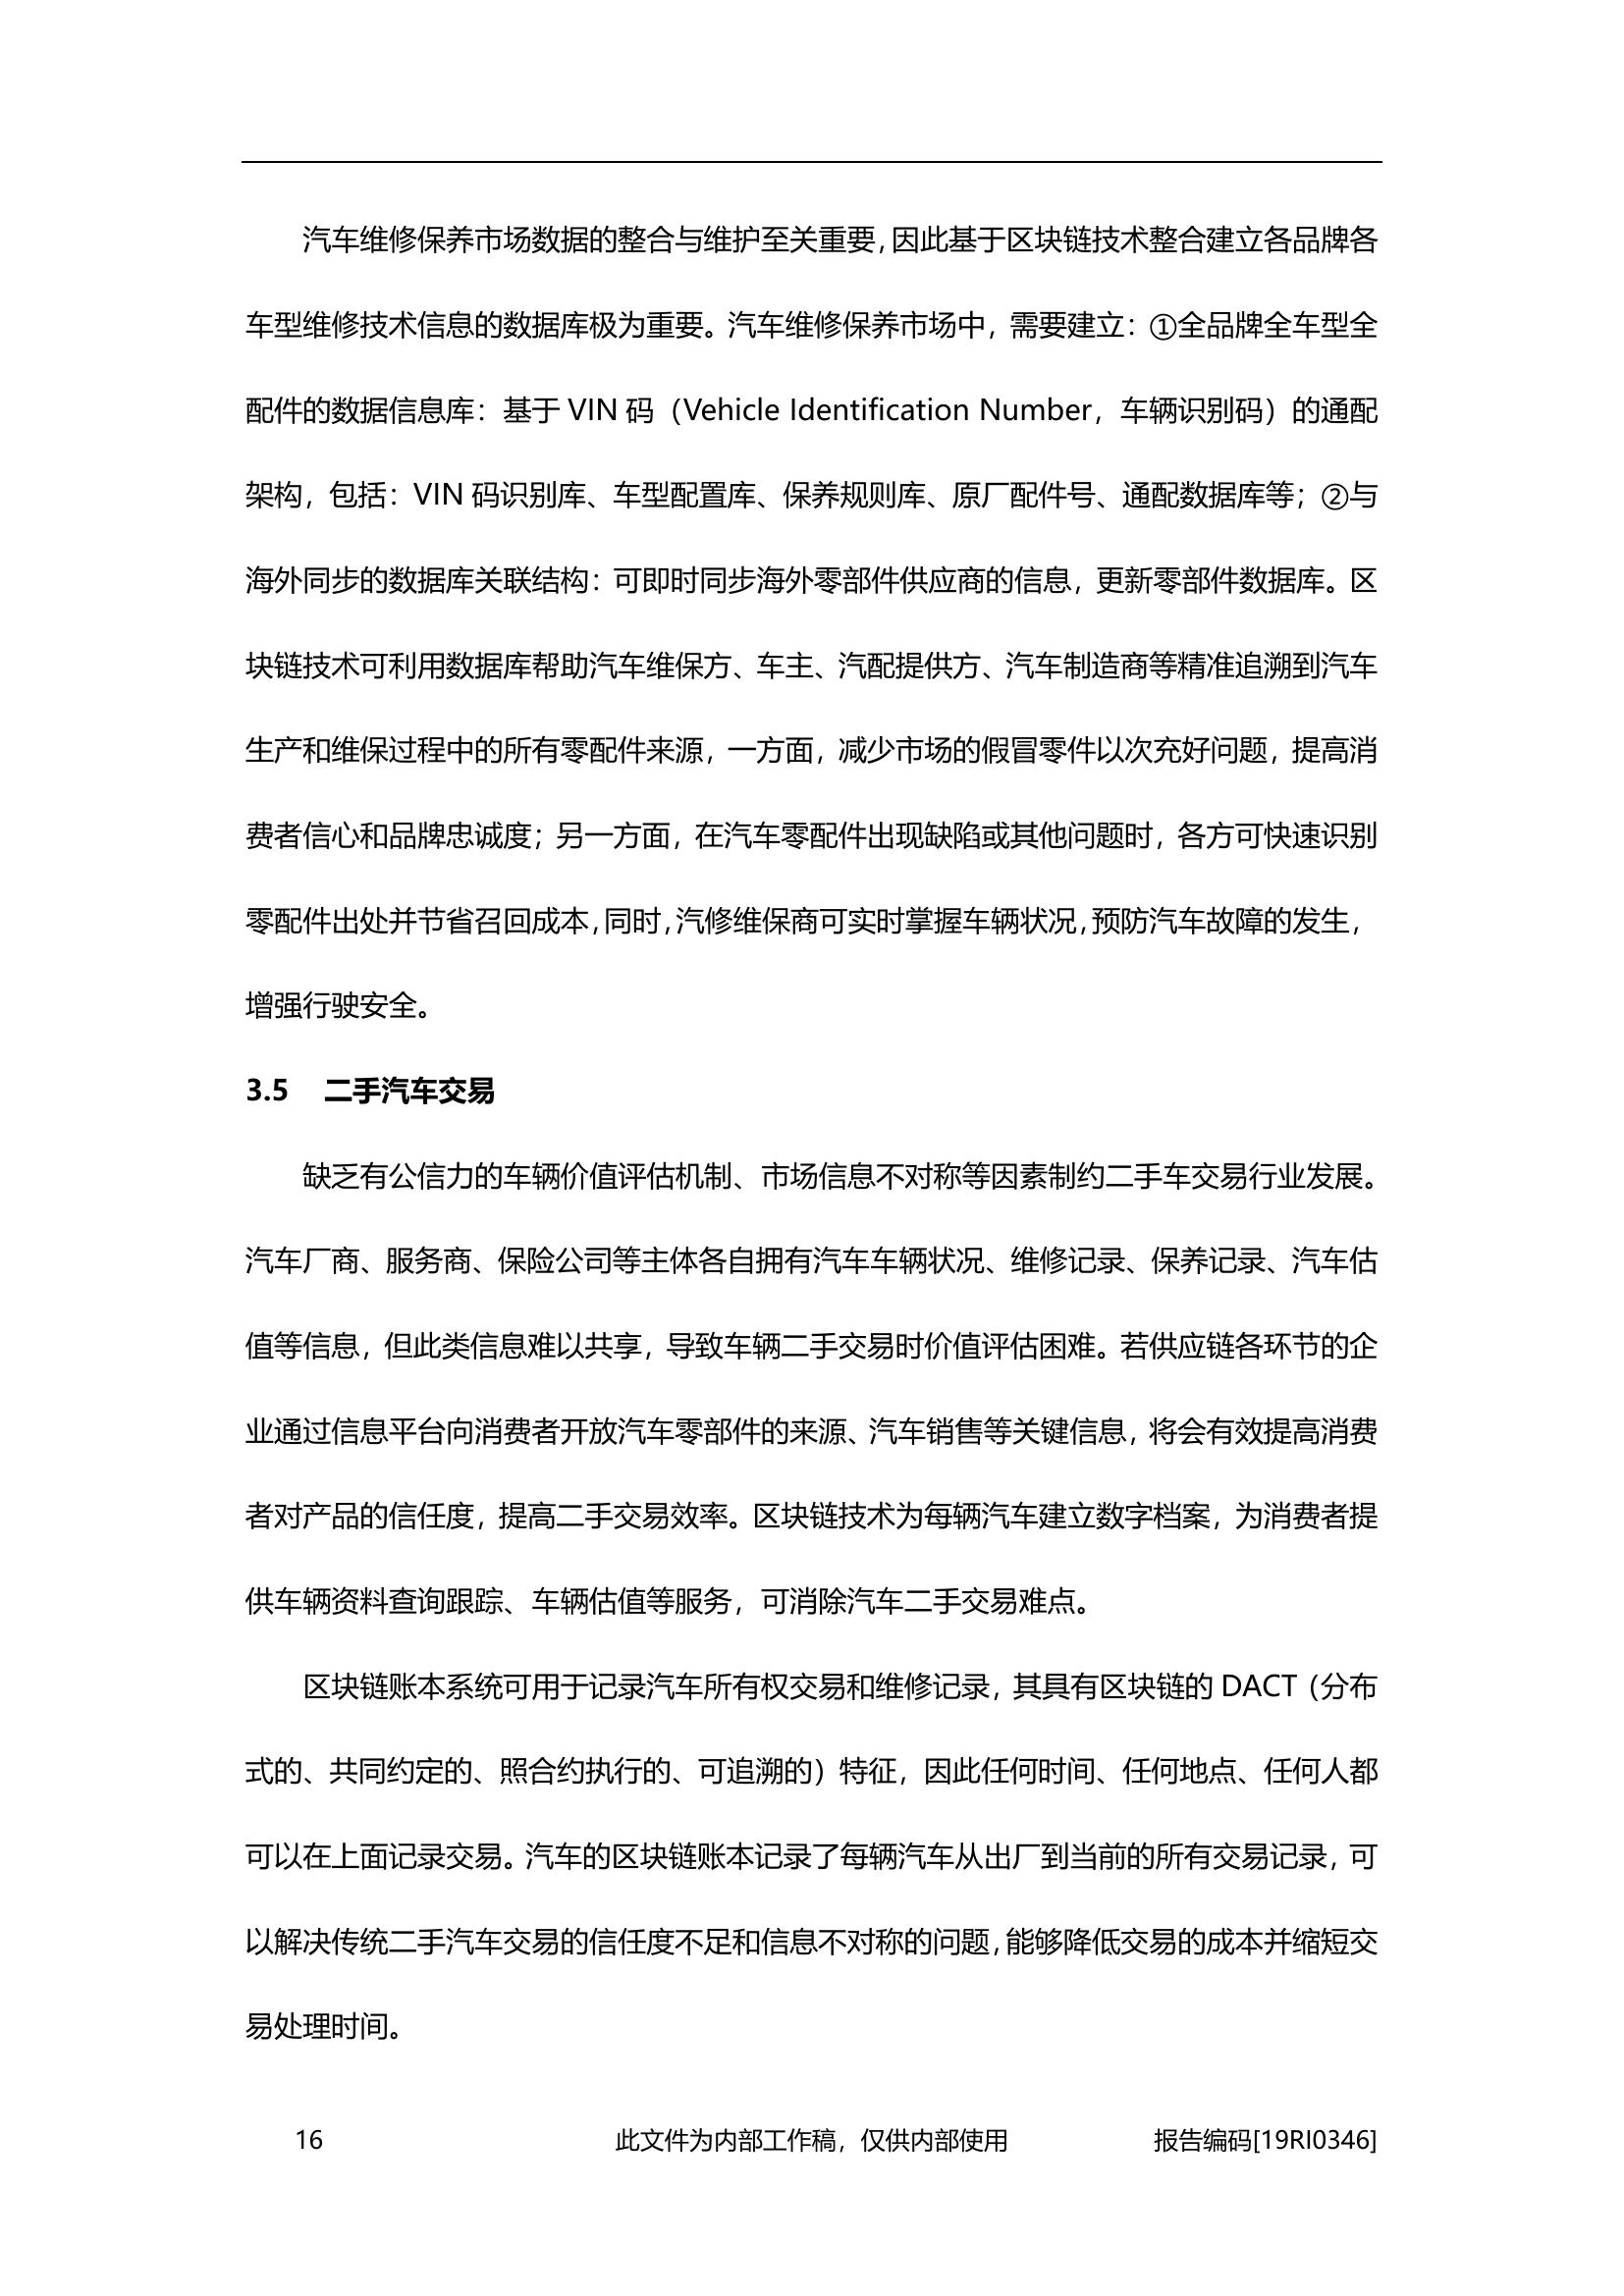 汽车维修保养市场数据的整合与维护至关重要，因此基于区块链技术整合建立各品牌各
车型维修技术信息的数据库极为重要。汽车维修保养市场中，需要建立：①全品牌全车型全
配件的数据信息库：基于 VIN 码（Vehicle Identification Number，车辆识别码）的通配
架构，包括：VIN 码识别库、车型配置库、保养规则库、原厂配件号、通配数据库等；②与
海外同步的数据库关联结构：可即时同步海外零部件供应商的信息，更新零部件数据库。区
块链技术可利用数据库帮助汽车维保方、车主、汽配提供方、汽车制造商等精准追溯到汽车
生产和维保过程中的所有零配件来源，一方面，减少市场的假冒零件以次充好问题，提高消
费者信心和品牌忠诚度；另一方面，在汽车零配件出现缺陷或其他问题时，各方可快速识别
零配件出处并节省召回成本，同时，汽修维保商可实时掌握车辆状况，预防汽车故障的发生，
增强行驶安全。
3.5 二手汽车交易
缺乏有公信力的车辆价值评估机制、市场信息不对称等因素制约二手车交易行业发展。
汽车厂商、服务商、保险公司等主体各自拥有汽车车辆状况、维修记录、保养记录、汽车估
值等信息，但此类信息难以共享，导致车辆二手交易时价值评估困难。若供应链各环节的企
业通过信息平台向消费者开放汽车零部件的来源、汽车销售等关键信息，将会有效提高消费
者对产品的信任度，提高二手交易效率。区块链技术为每辆汽车建立数字档案，为消费者提
供车辆资料查询跟踪、车辆估值等服务，可消除汽车二手交易难点。
区块链账本系统可用于记录汽车所有权交易和维修记录，其具有区块链的 DACT（分布
式的、共同约定的、照合约执行的、可追溯的）特征，因此任何时间、任何地点、任何人都
可以在上面记录交易。汽车的区块链账本记录了每辆汽车从出厂到当前的所有交易记录，可
以解决传统二手汽车交易的信任度不足和信息不对称的问题，能够降低交易的成本并缩短交
易处理时间。
16 此文件为内部工作稿，仅供内部使用 报告编码[19RI0346]